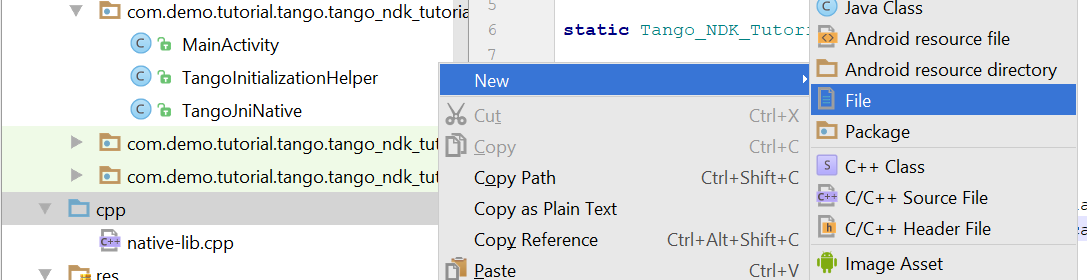 com.demo.tutorial.tango.tango_ndk_tutoria
MainActivity
TangoInitializationHelper
TangoJniNative
com.demo.tutorial.tango.tango_ndk_tut
com.demo.tutorial.tango.tango_ndk_tut
cpp
native-lib.cpp
res
5
6
7
static Tango_NDK_Tutori
New
Cut Ctrl+X
Copy Ctrl+C
Copy Path Ctrl+Shift+C
Copy as Plain Text
Copy Reference Ctrl+Alt+Shift+C
Paste Ctrl+V
Java Class
Android resource file
Android resource directory
File
Package
C++ Class
C/C++ Source File
C/C++ Header File
Image Asset